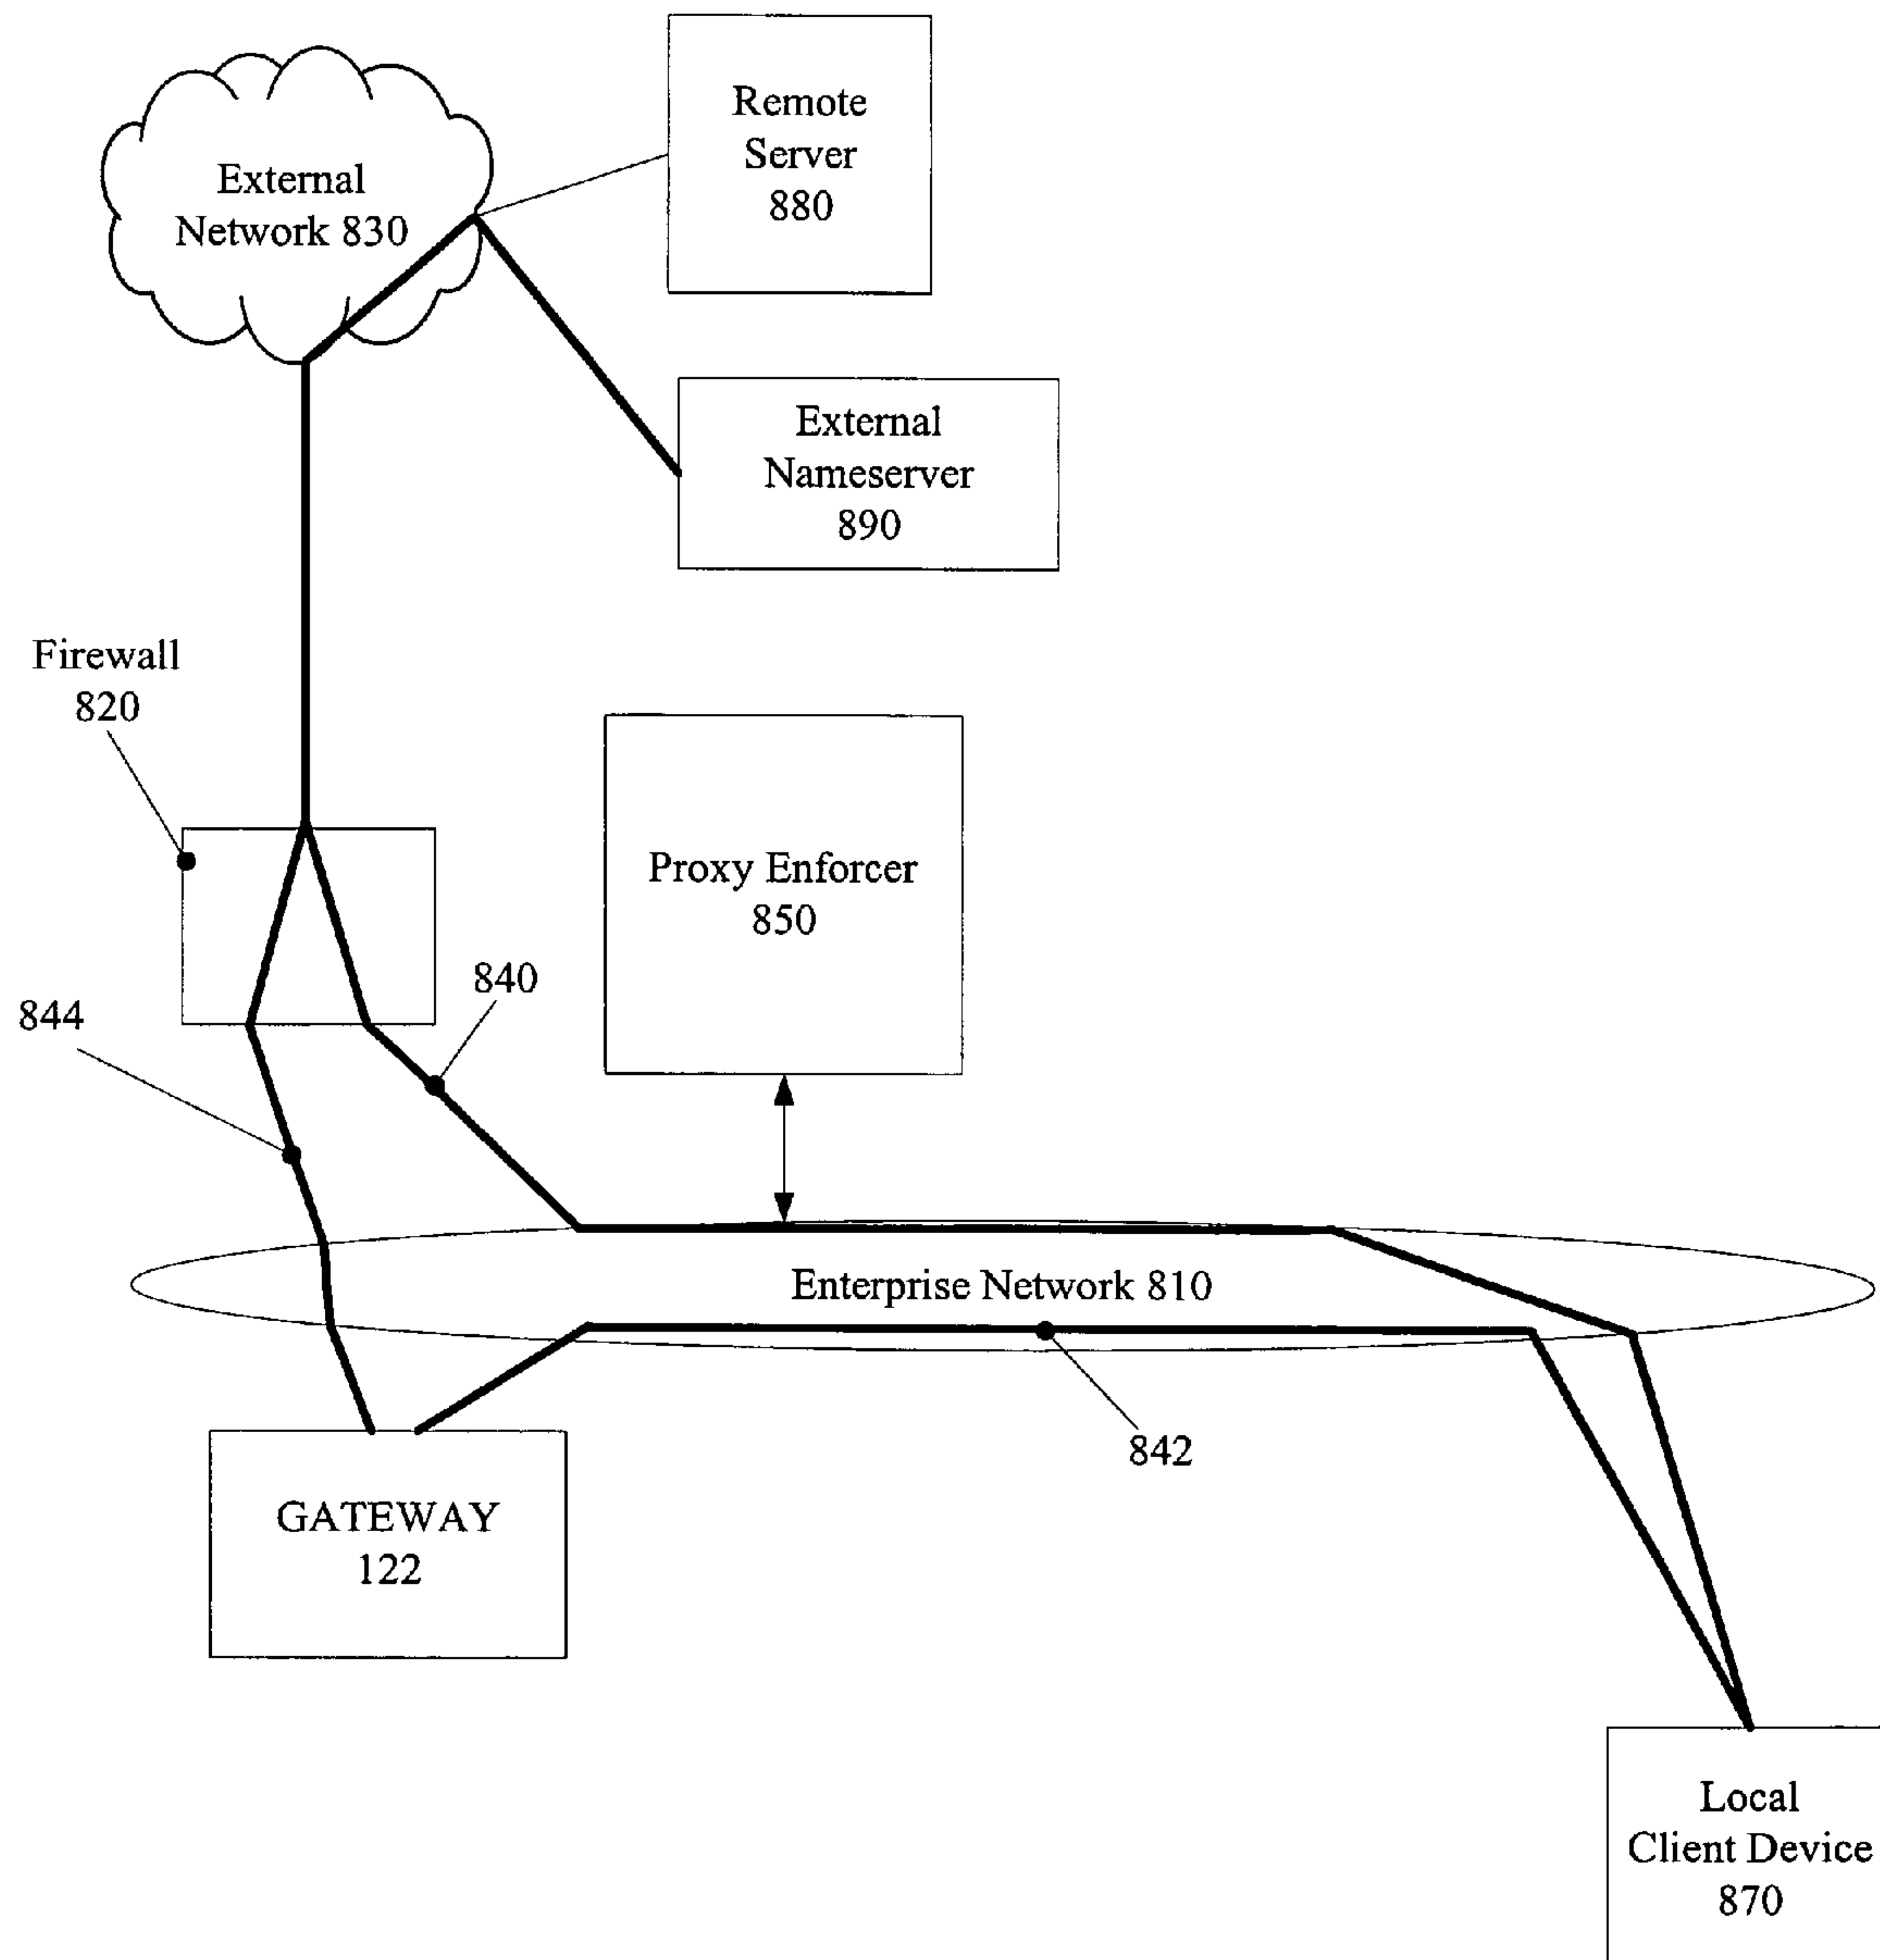 Remote
Server
880
External
Network 830
External
Nameserver
890
Firewall
820
Proxy Enforcer
850
840
844
Enterprise Network 810
842
GATEWAY
122
Local
Client Device
870